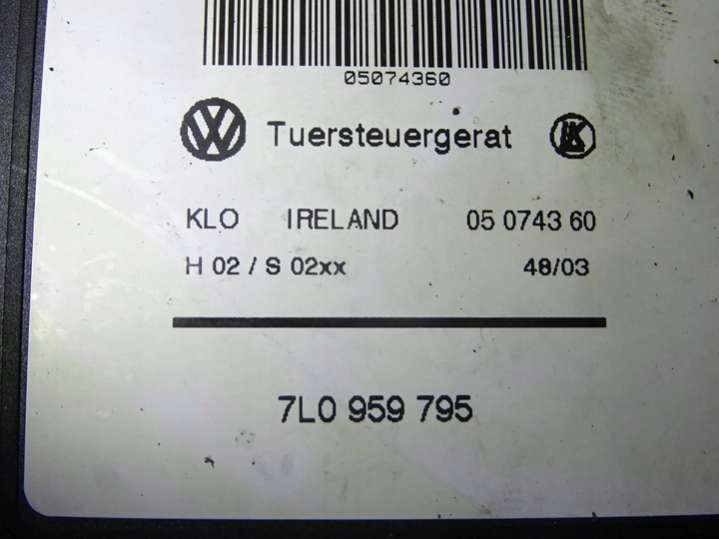 05074360
Tuersteuergerat
KLO IRELAND 05 0743 60
H 02 / S 02xx 48/03
7L0 959 795